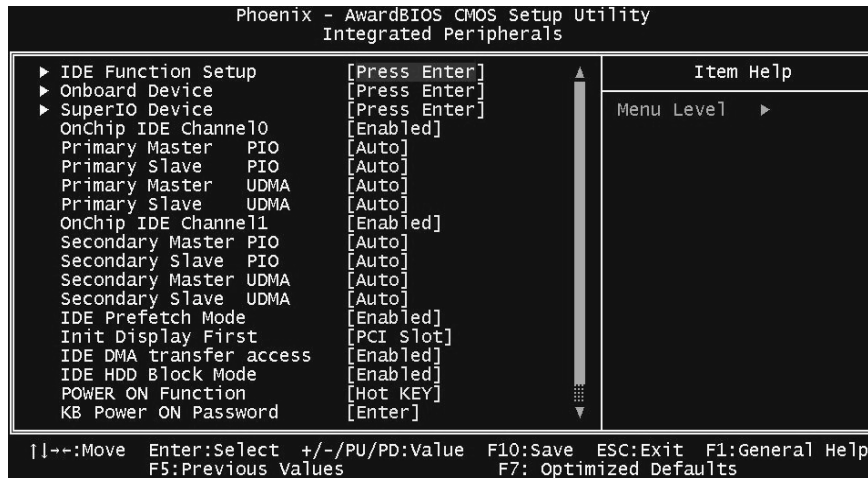 Phoenix - AwardBIOS CMOS Setup Utility
Integrated Peripherals
▶ IDE Function Setup [Press Enter]
▶ Onboard Device [Press Enter]
▶ SuperIO Device [Press Enter]
OnChip IDE Channel0 [Enabled]
Primary Master PIO [Auto]
Primary Slave PIO [Auto]
Primary Master UDMA [Auto]
Primary Slave UDMA [Auto]
OnChip IDE Channel1 [Enabled]
Secondary Master PIO [Auto]
Secondary Slave PIO [Auto]
Secondary Master UDMA [Auto]
Secondary Slave UDMA [Auto]
IDE Prefetch Mode [Enabled]
Init Display First [PCI Slot]
IDE DMA transfer access [Enabled]
IDE HDD Block Mode [Enabled]
POWER ON Function [Hot KEY]
KB Power ON Password [Enter]
Item Help
Menu Level ▶
↑↓→←:Move Enter:Select +/-/PU/PD:Value F10:Save ESC:Exit F1:General Help
F5:Previous Values F7: Optimized Defaults